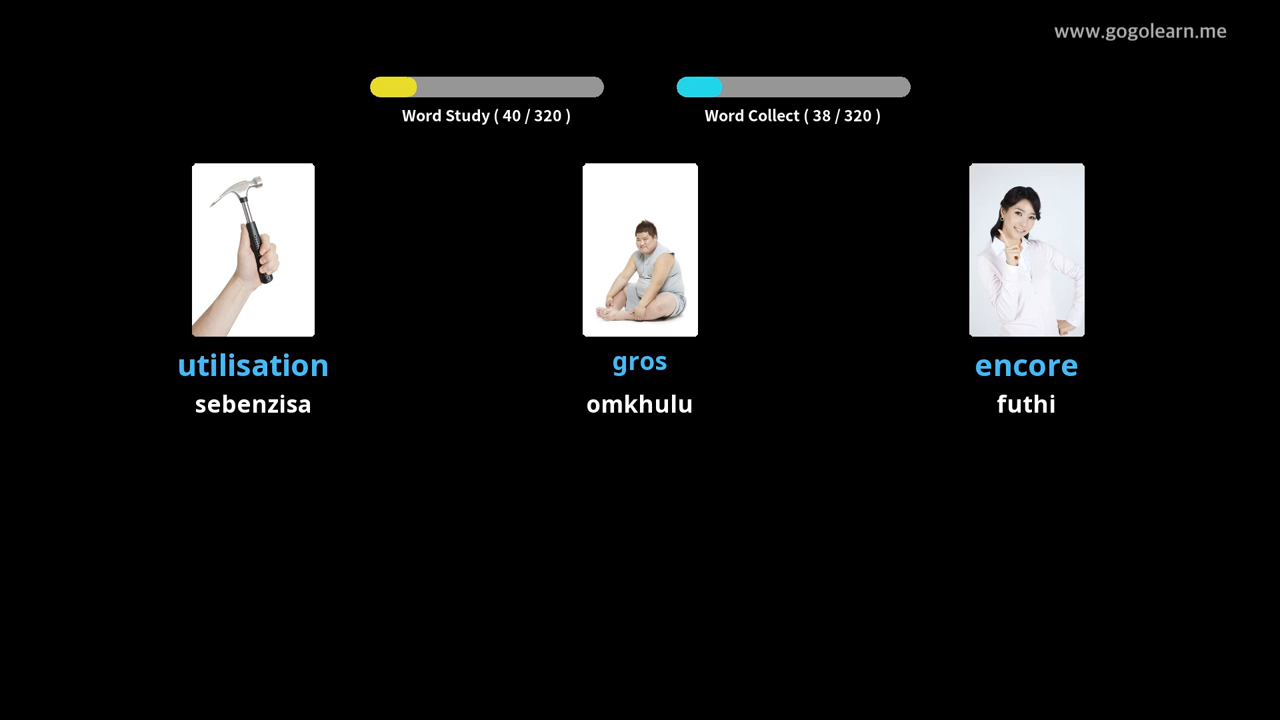 www.gogolearn.me
Word Study ( 40 / 320 )
Word Collect ( 38 / 320 )
utilisation
sebenzisa
gros
omkhulu
encore
futhi